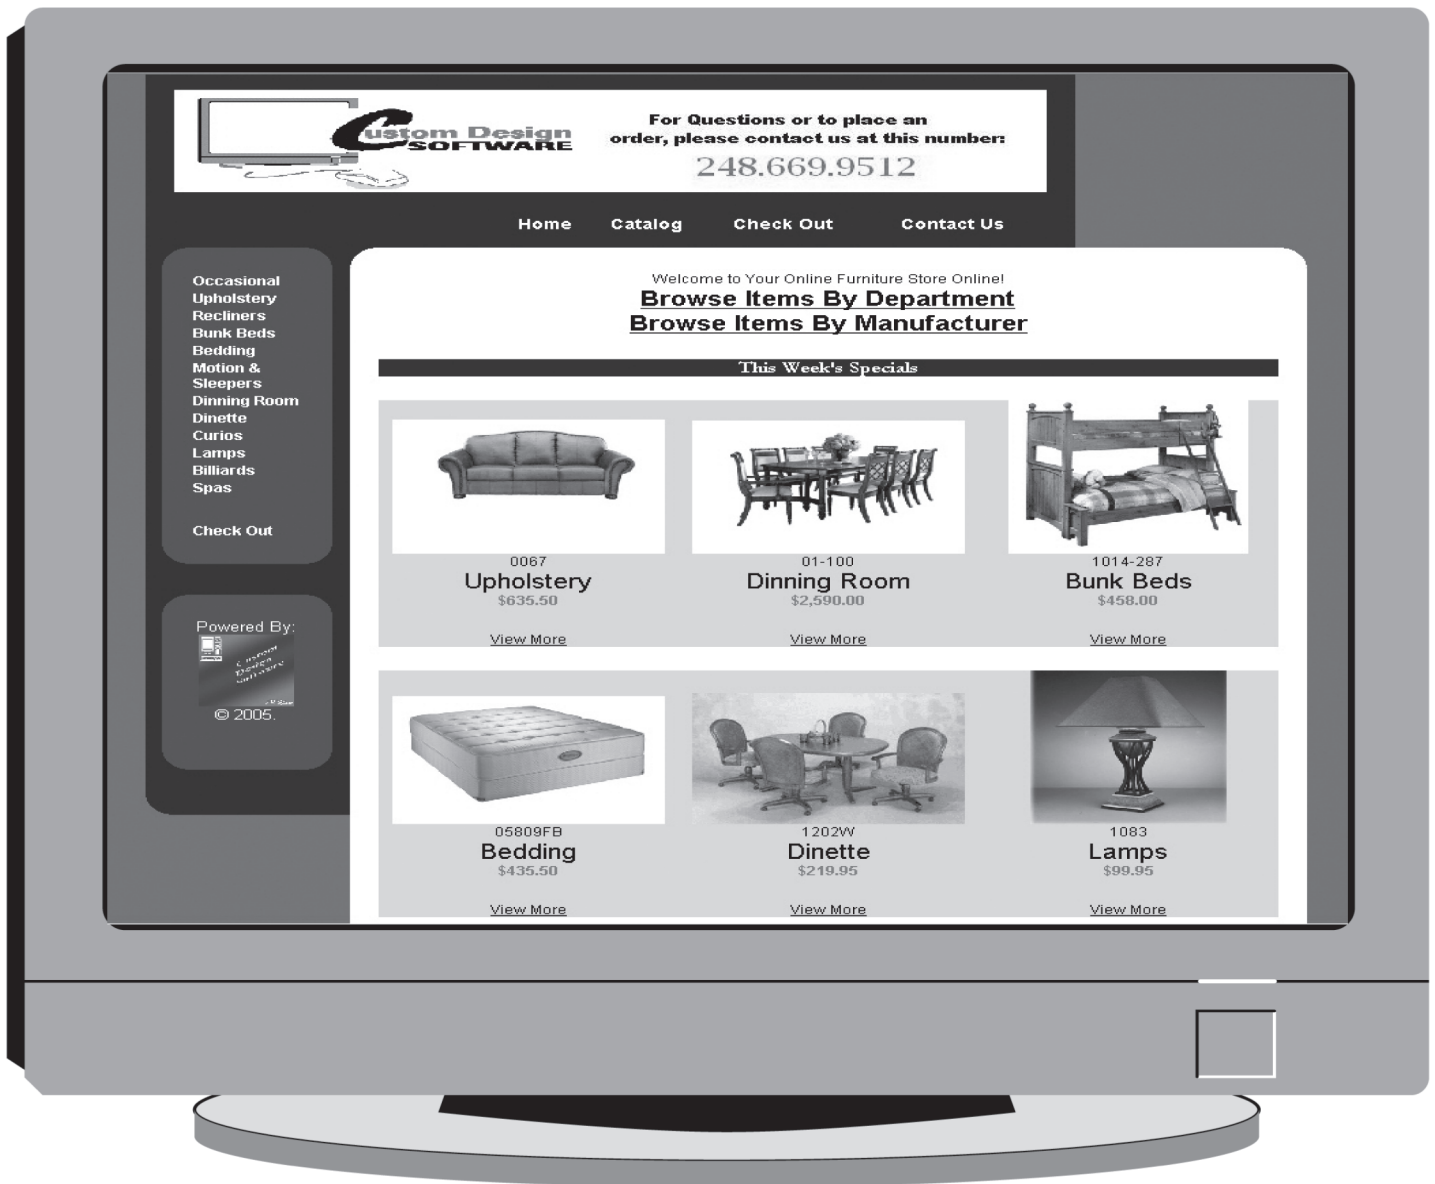 Custom Design
SOFTWARE
For Questions or to place an
order, please contact us at this number:
248.669.9512
Home Catalog Check Out Contact Us
Occasional
Upholstery
Recliners
Bunk Beds
Bedding
Motion &
Sleepers
Dinning Room
Dinette
Curios
Lamps
Billiards
Spas
Check Out
Powered By:
Custom
Design
Software
© 2005.
Welcome to Your Online Furniture Store Online!
Browse Items By Department
Browse Items By Manufacturer
This Week's Specials
0067 01-100 1014-287
Upholstery Dinning Room Bunk Beds
$635.50 $2,590.00 $458.00
View More View More View More
05809FB 1202W 1083
Bedding Dinette Lamps
$435.50 $219.95 $99.95
View More View More View More